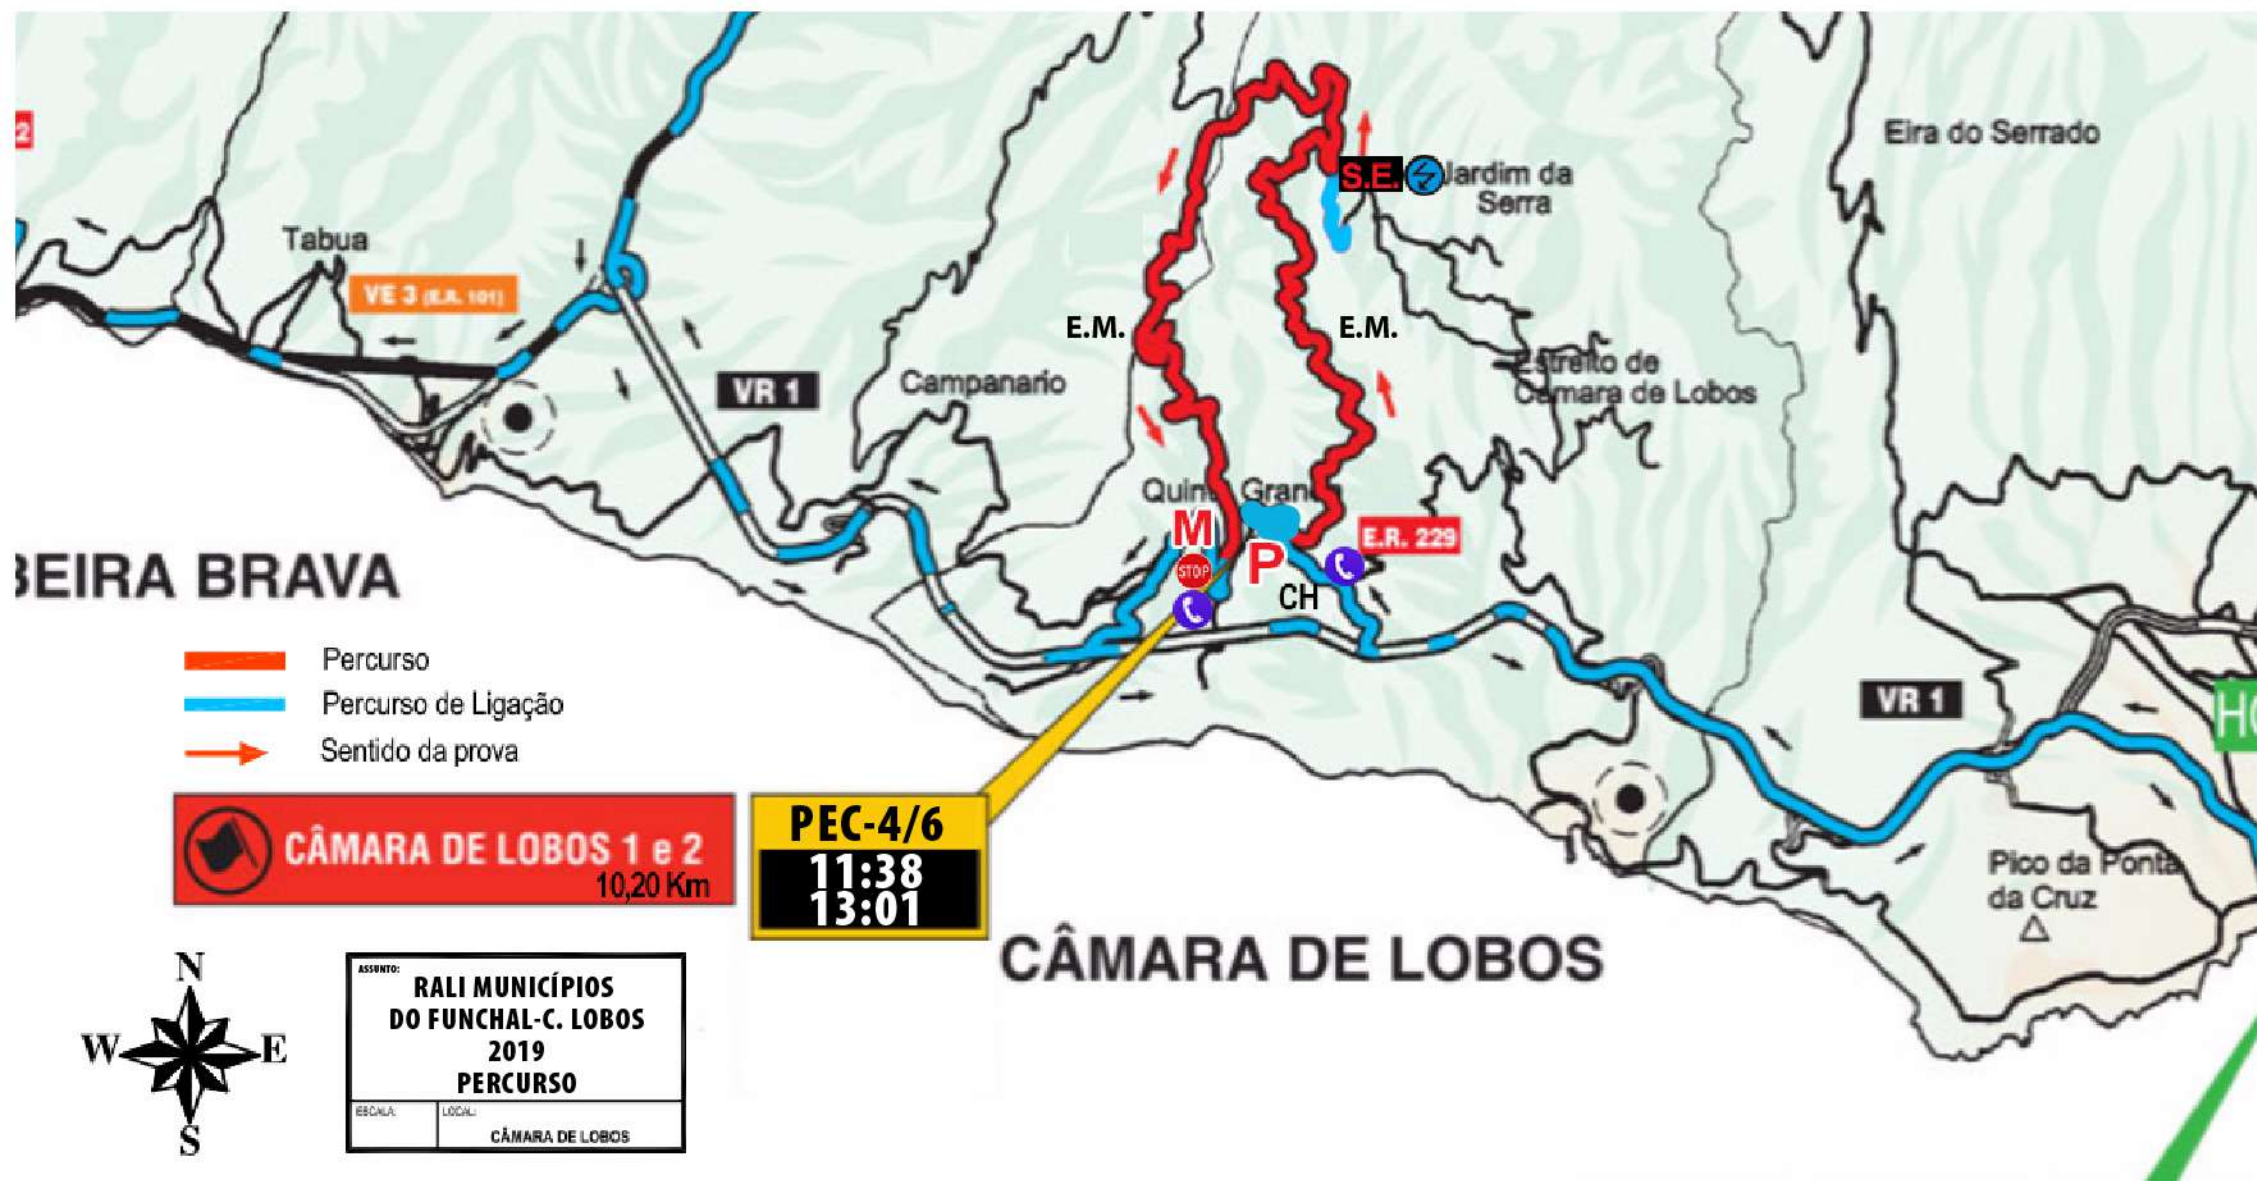 2
Eira do Serrado
S.E.
Jardim da
Serra
Tabua
VE 3 (E.R. 101)
E.M.
E.M.
Estreito de
Camara de Lobos
VR 1
Campanario
M
STOP
P
E.R. 229
CH
BEIRA BRAVA
Percurso
Percurso de Ligação
Sentido da prova
VR 1
CÂMARA DE LOBOS 1 e 2
10,20 Km
PEC-4/6
11:38
13:01
Pico da Ponta
da Cruz
CÂMARA DE LOBOS
N
W
E
S
ASSUNTO:
RALI MUNICÍPIOS
DO FUNCHAL-C. LOBOS
2019
PERCURSO
ESCALA:
LOCAL:
CÂMARA DE LOBOS